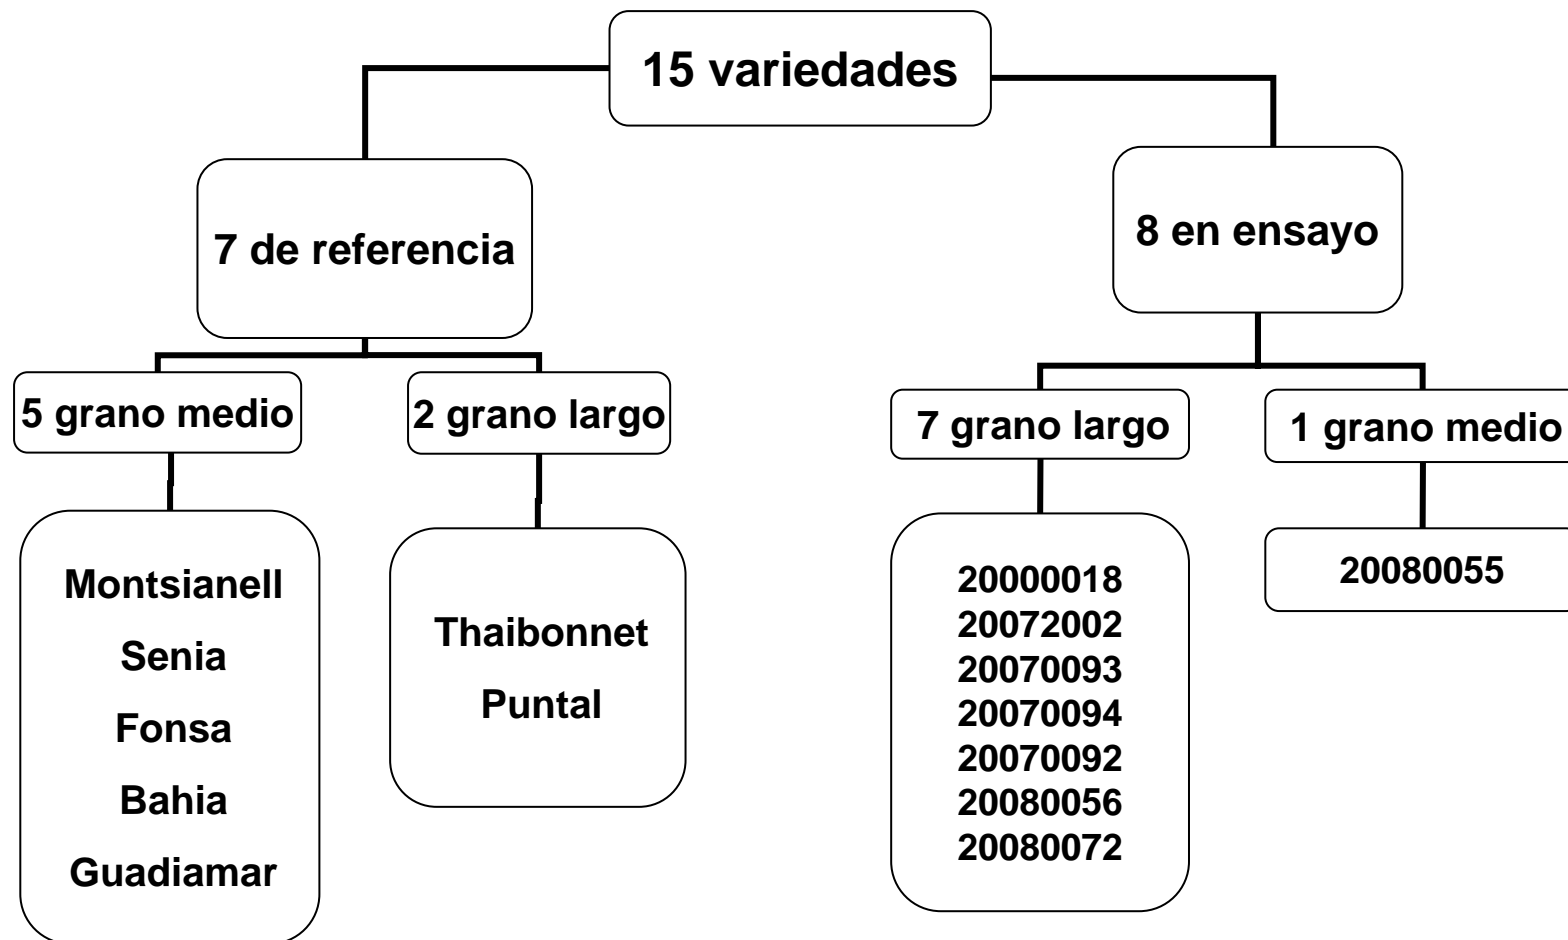 15 variedades
7 de referencia
8 en ensayo
5 grano medio
2 grano largo
7 grano largo
1 grano medio
Montsianell
Senia
Fonsa
Bahia
Guadiamar
Thaibonnet
Puntal
20000018
20072002
20070093
20070094
20070092
20080056
20080072
20080055